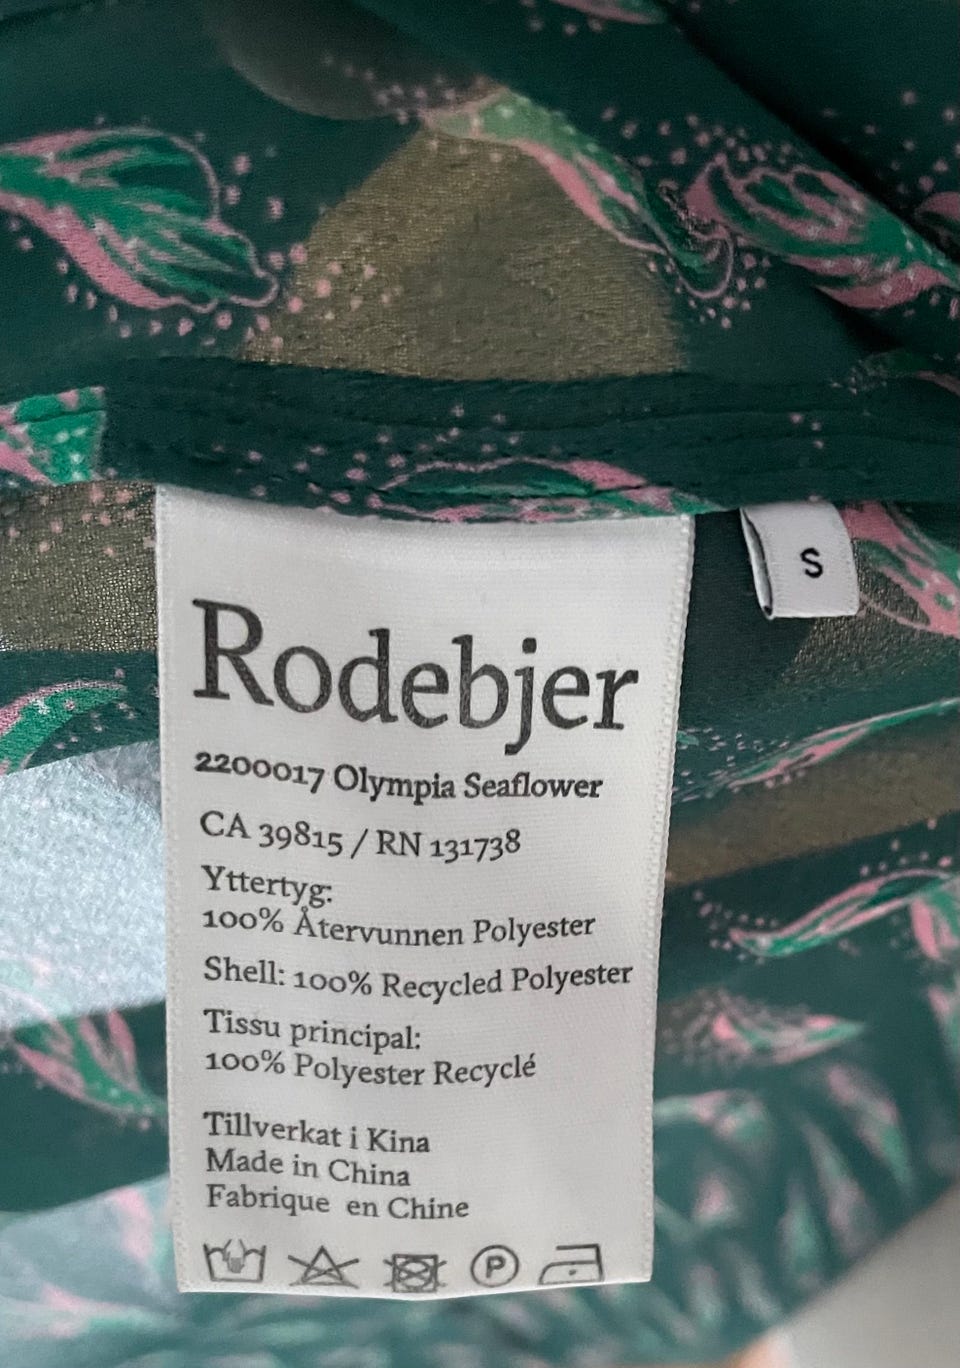 Rodebjer
2200017 Olympia Seaflower
CA 39815 / RN 131738
Yttertyg:
100% Återvunnen Polyester
Shell: 100% Recycled Polyester
Tissu principal:
100% Polyester Recyclé
Tillverkat i Kina
Made in China
Fabrique en Chine
P
S